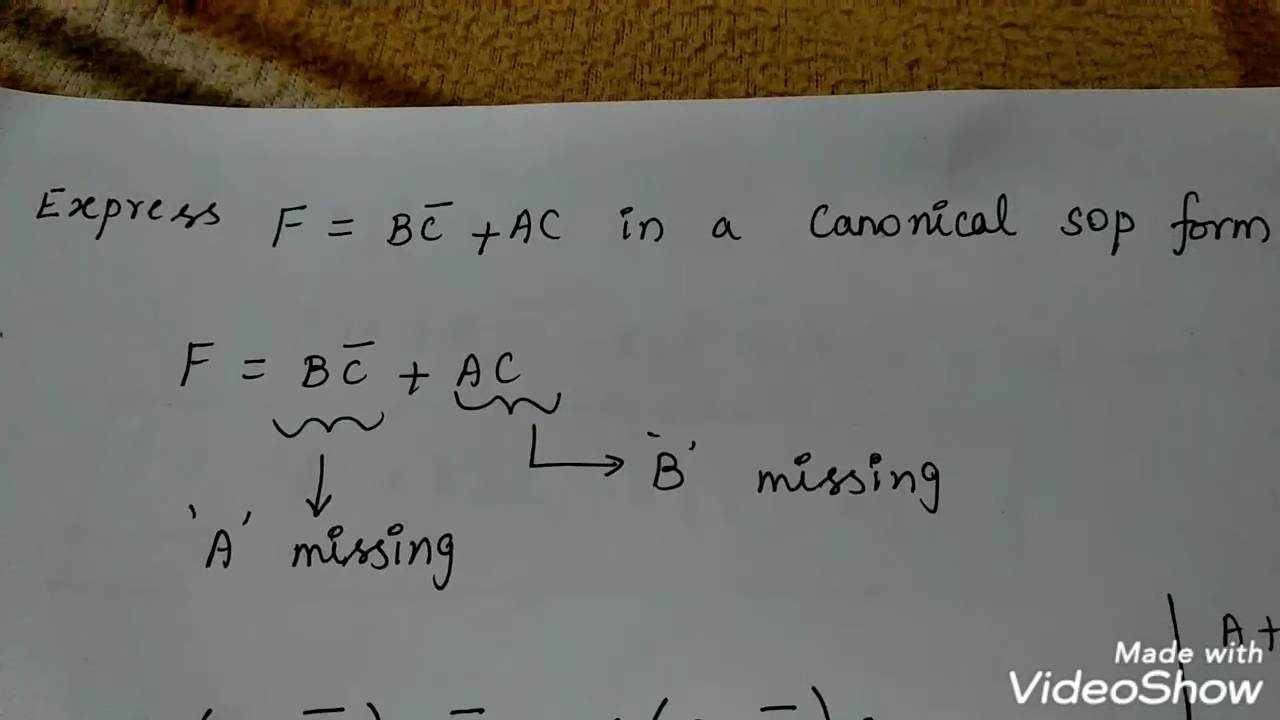 Express F = BC̅ + AC in a Canonical SOP form
F = BC̅ + AC
'B' missing
'A' missing
A+
Made with
VideoShow